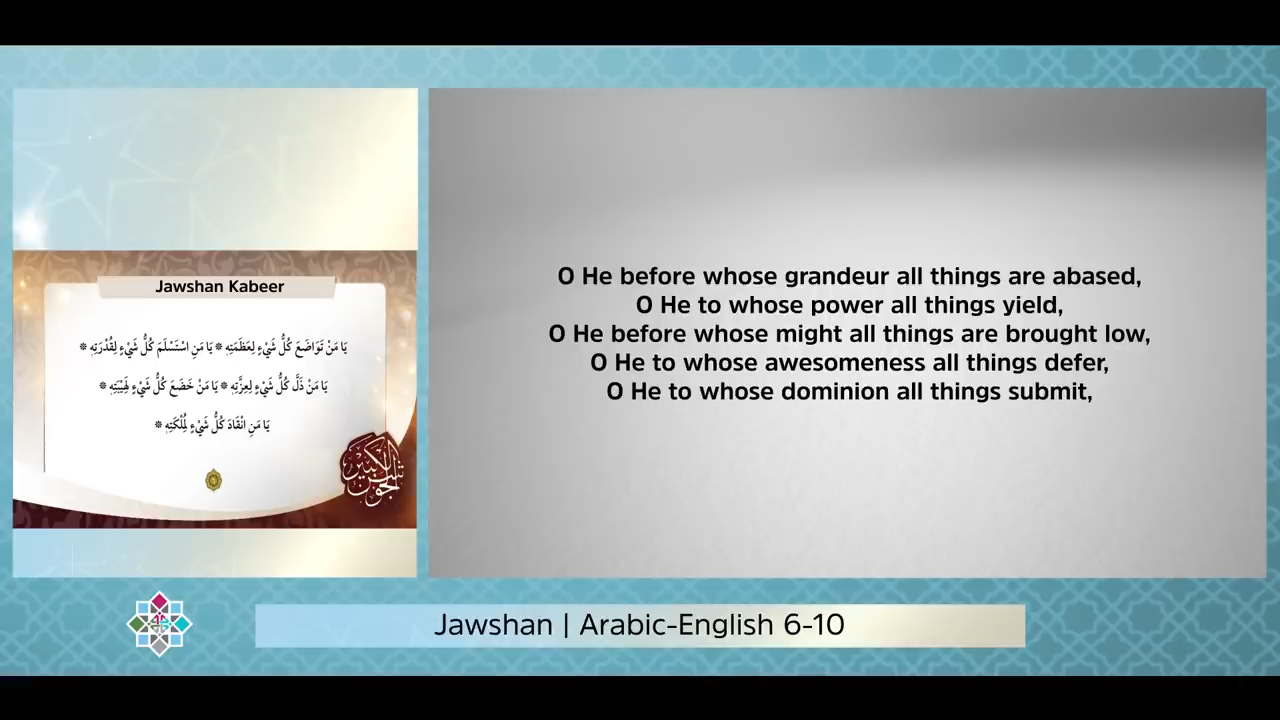 Jawshan Kabeer
يَا مَنْ تَوَاضَعَ كُلُّ شَيْءٍ لِعَظَمَتِهِ * يَا مَنِ اسْتَسْلَمَ كُلُّ شَيْءٍ لِقُدْرَتِهِ *
يَا مَنْ ذَلَّ كُلُّ شَيْءٍ لِعِزَّتِهِ * يَا مَنْ خَضَعَ كُلُّ شَيْءٍ لِهَيْبَتِهِ *
يَا مَنِ انْقَادَ كُلُّ شَيْءٍ لِمُلْكَتِهِ *
الجوشن الكبير
O He before whose grandeur all things are abased,
O He to whose power all things yield,
O He before whose might all things are brought low,
O He to whose awesomeness all things defer,
O He to whose dominion all things submit,
Jawshan | Arabic-English 6-10